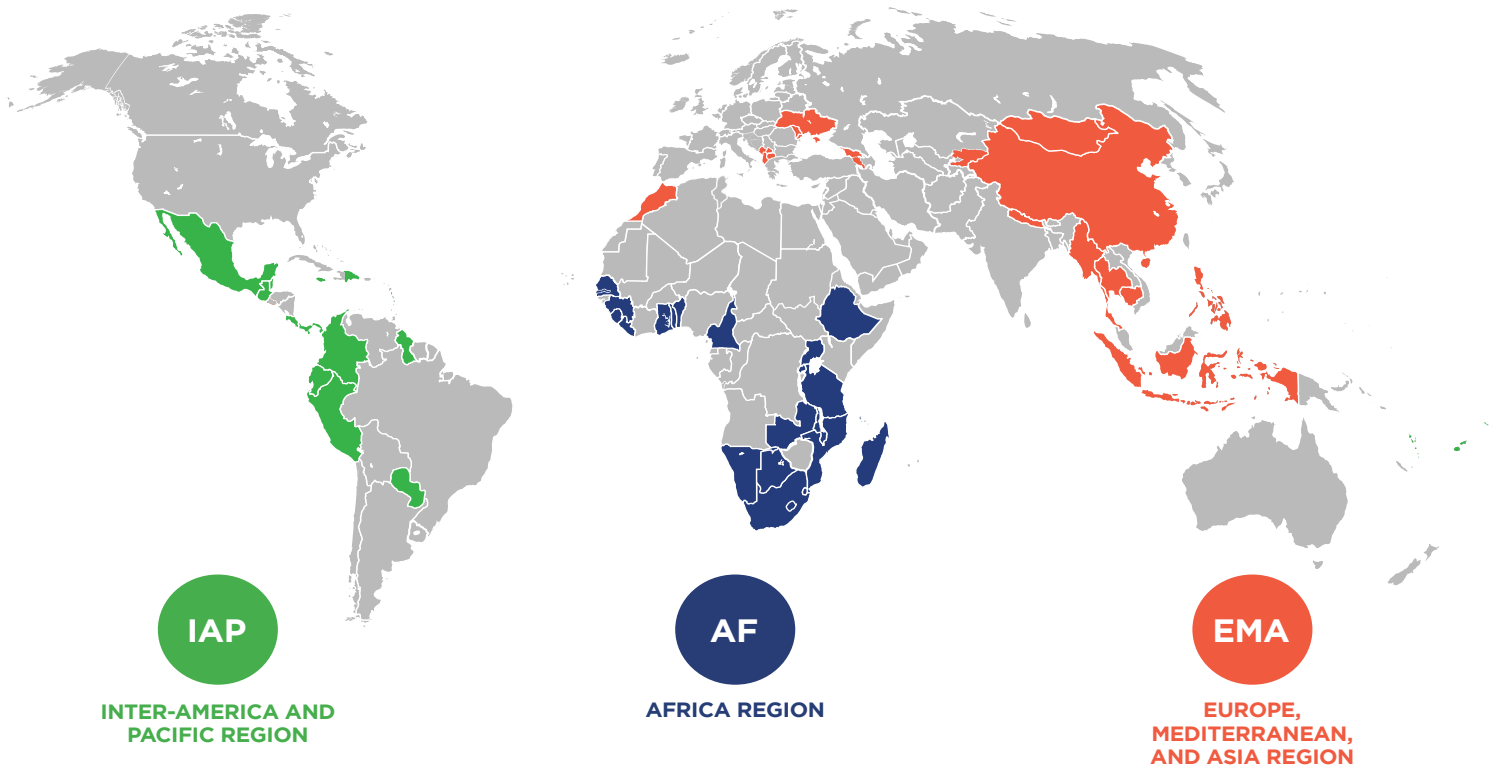 IAP
INTER-AMERICA AND
PACIFIC REGION
AF
AFRICA REGION
EMA
EUROPE,
MEDITERRANEAN,
AND ASIA REGION